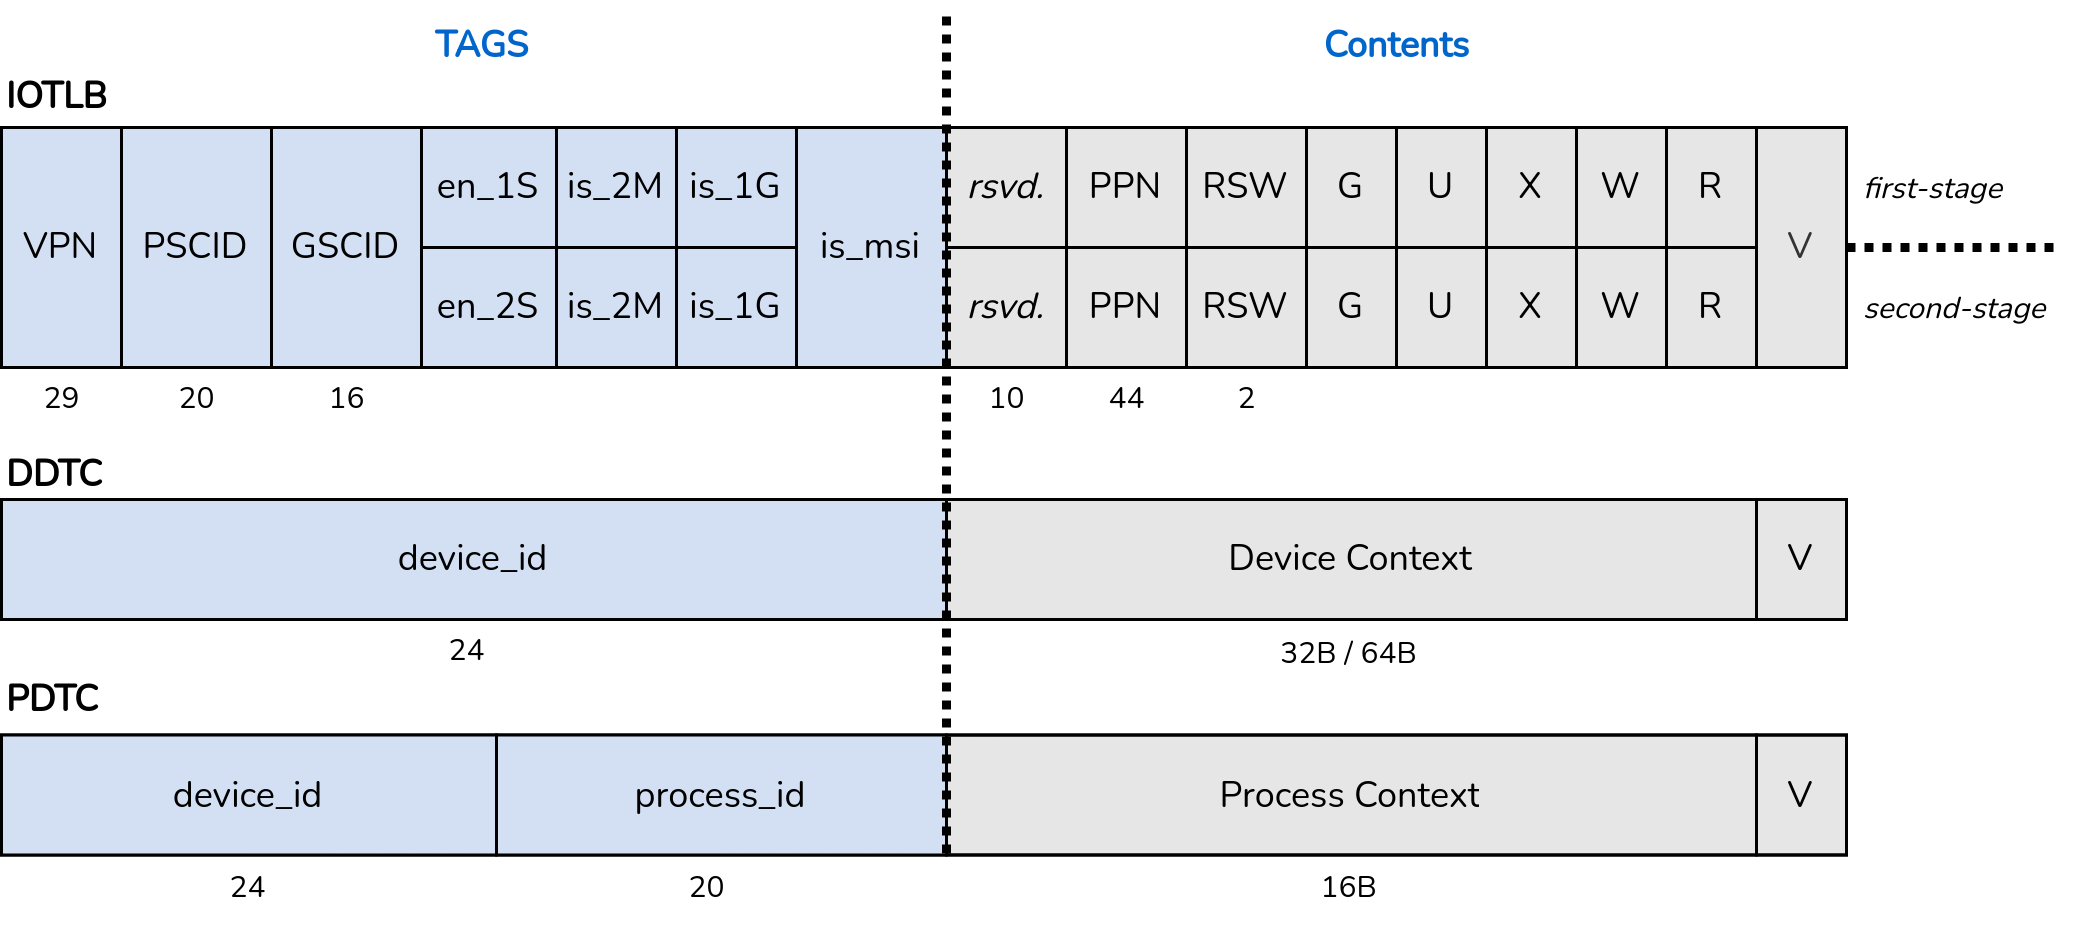 TAGS Contents
IOTLB
en_1S is_2M is_1G rsvd. PPN RSW G U X W R first-stage
VPN PSCID GSCID is_msi V
en_2S is_2M is_1G rsvd. PPN RSW G U X W R second-stage
29 20 16 10 44 2
DDTC
device_id Device Context V
24 32B / 64B
PDTC
device_id process_id Process Context V
24 20 16B